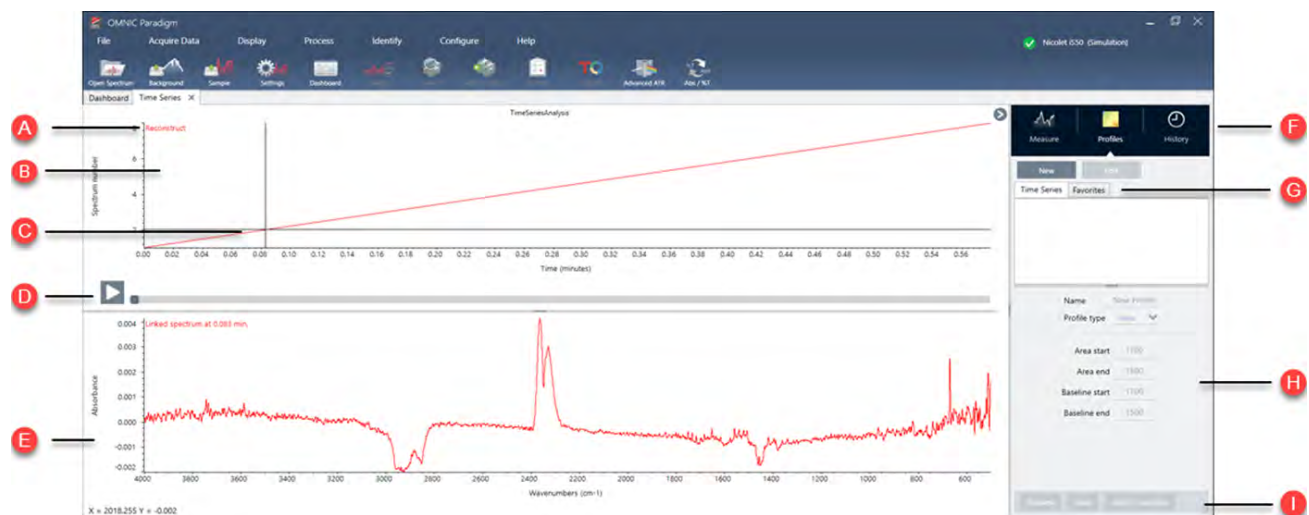 OMNIC Paradigm
File Acquire Data Display Process Identify Configure Help
Nicolet iS50 (Simulation)
Open Spectrum Background Sample Settings Dashboard Advanced ATR Abs / %T
Dashboard Time Series X
TimeSeriesAnalysis
A
Reconstruct
B
Spectrum number
6
4
C
0.00 0.02 0.04 0.06 0.08 0.10 0.12 0.14 0.16 0.18 0.20 0.22 0.24 0.26 0.28 0.30 0.32 0.34 0.36 0.38 0.40 0.42 0.44 0.46 0.48 0.50 0.52 0.54 0.56
Time (minutes)
D
0.004 Linked spectrum at 0.083 min.
0.003
0.002
0.001
0.000
-0.001
-0.002
Absorbance
E
4000 3800 3600 3400 3200 3000 2800 2600 2400 2200 2000 1800 1600 1400 1200 1000 800 600
Wavenumbers (cm-1)
X = 2018.255 Y = -0.002
Measure Profiles History
F
New
Time Series Favorites
G
Name New Profile
Profile type
Area start 1100
Area end
Baseline start 1100
Baseline end 1500
H
I